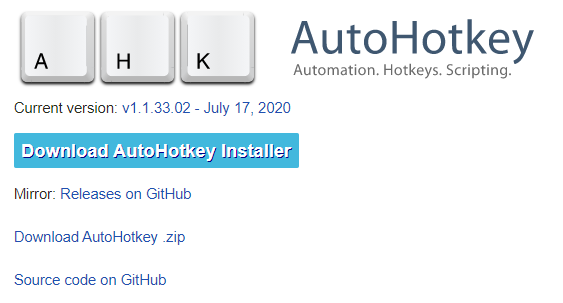 A H K
AutoHotkey
Automation. Hotkeys. Scripting.
Current version: v1.1.33.02 - July 17, 2020
Download AutoHotkey Installer
Mirror: Releases on GitHub
Download AutoHotkey .zip
Source code on GitHub